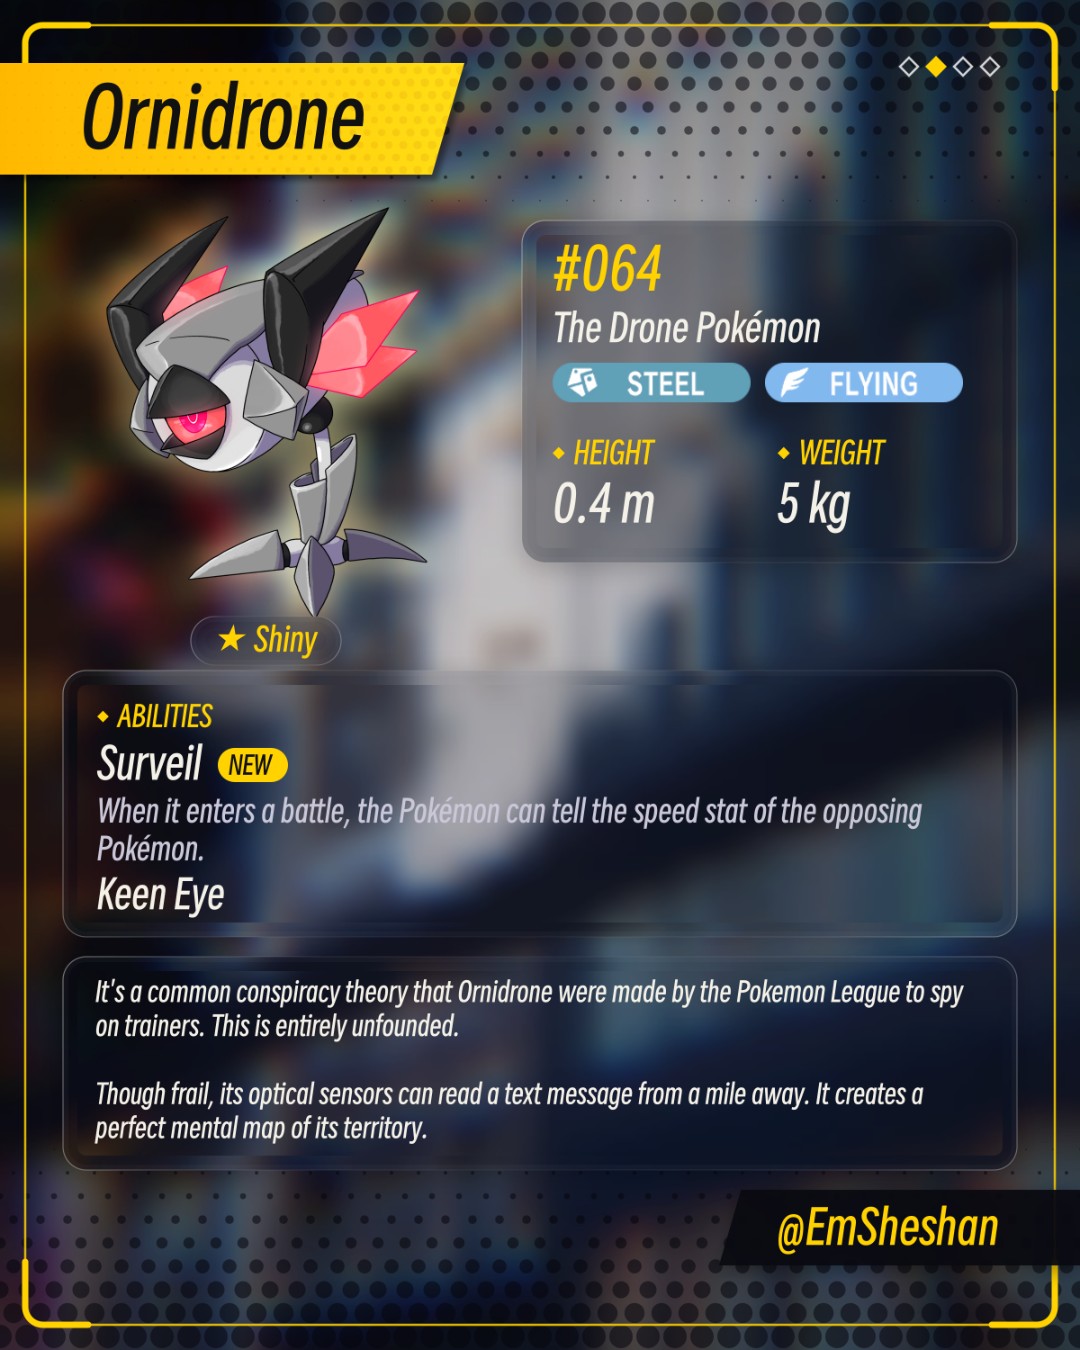 Ornidrone
#064
The Drone Pokémon
STEEL FLYING
HEIGHT WEIGHT
0.4 m 5 kg
★ Shiny
ABILITIES
Surveil NEW
When it enters a battle, the Pokémon can tell the speed stat of the opposing
Pokémon.
Keen Eye
It's a common conspiracy theory that Ornidrone were made by the Pokemon League to spy
on trainers. This is entirely unfounded.
Though frail, its optical sensors can read a text message from a mile away. It creates a
perfect mental map of its territory.
@EmSheshan